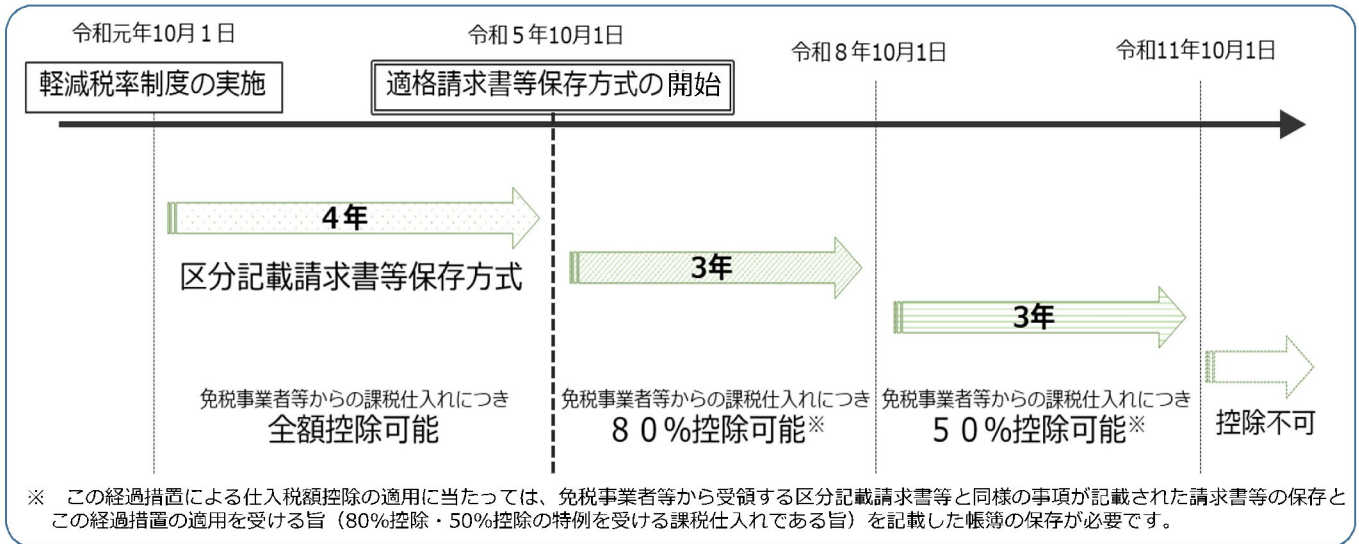 令和元年10月１日
令和５年10月1日
令和８年10月1日
令和11年10月1日
軽減税率制度の実施
適格請求書等保存方式の開始
４年
区分記載請求書等保存方式
3年
3年
免税事業者等からの課税仕入れにつき
全額控除可能
免税事業者等からの課税仕入れにつき
８０％控除可能※
免税事業者等からの課税仕入れにつき
５０％控除可能※
控除不可
※　この経過措置による仕入税額控除の適用に当たっては、免税事業者等から受領する区分記載請求書等と同様の事項が記載された請求書等の保存と
この経過措置の適用を受ける旨（80％控除・50％控除の特例を受ける課税仕入れである旨）を記載した帳簿の保存が必要です。